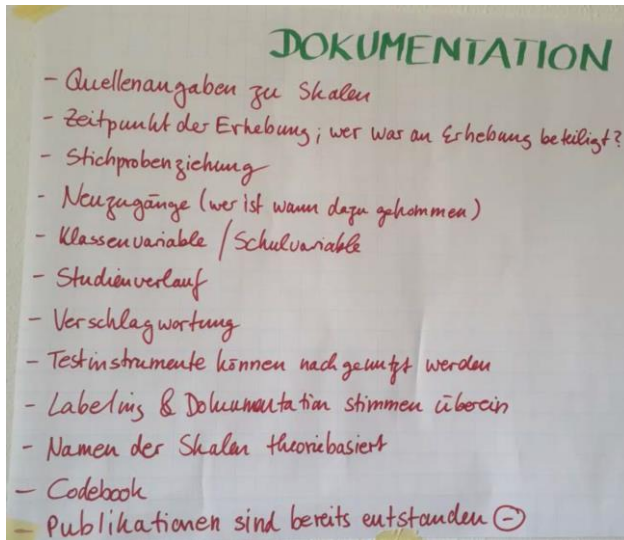 DOKUMENTATION
- Quellenangaben zu Skalen
- Zeitpunkt der Erhebung; wer war an Erhebung beteiligt?
- Stichprobenziehung
- Neuzugänge (wer ist wann dazu gekommen)
- Klassenvariable / Schulvariable
- Studienverlauf
- Verschlagwortung
- Testinstrumente können nachgenutzt werden
- Labeling & Dokumentation stimmen überein
- Namen der Skalen theoriebasiert
- Codebook
- Publikationen sind bereits entstanden (-)